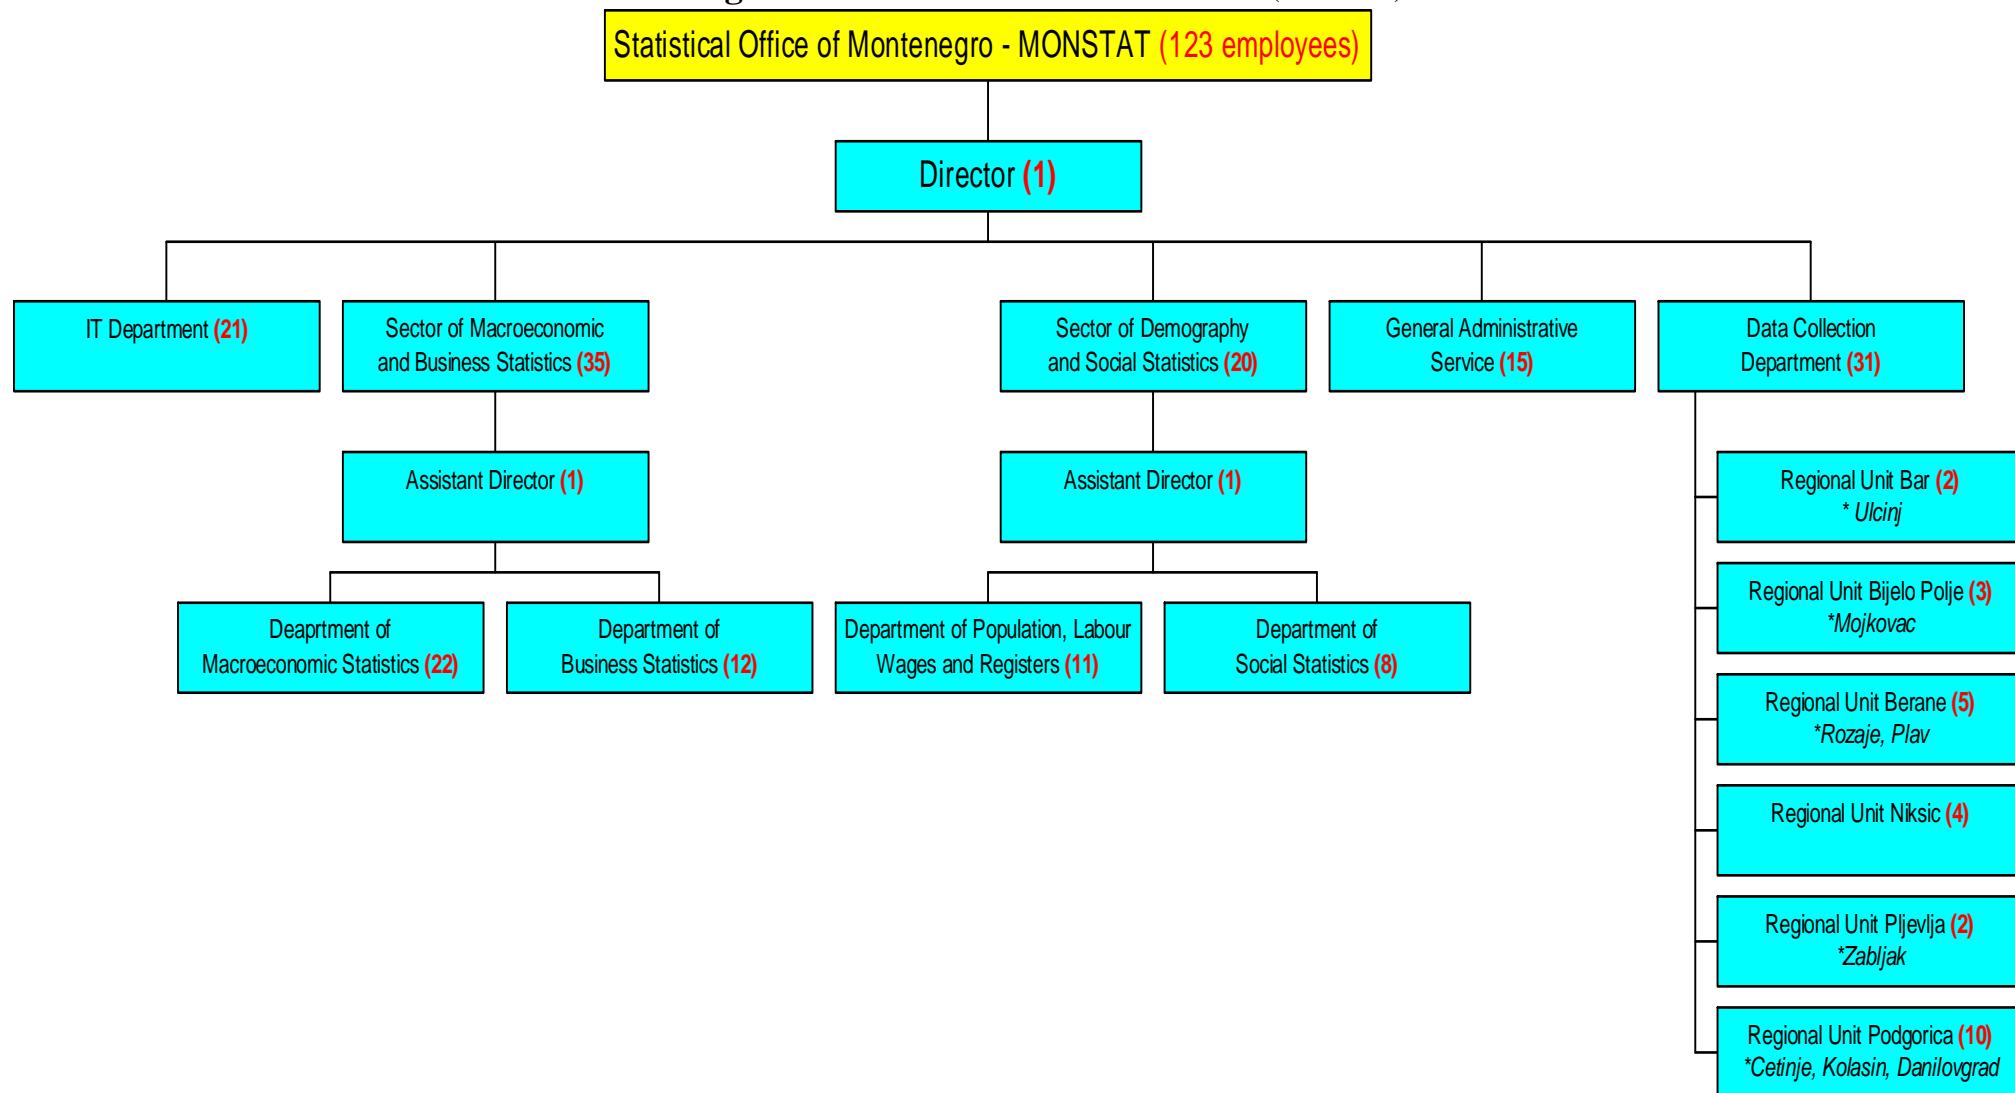 Statistical Office of Montenegro - MONSTAT (123 employees)
Director (1)
IT Department (21)
Sector of Macroeconomic
and Business Statistics (35)
Sector of Demography
and Social Statistics (20)
General Administrative
Service (15)
Data Collection
Department (31)
Assistant Director (1)
Assistant Director (1)
Deaprtment of
Macroeconomic Statistics (22)
Department of
Business Statistics (12)
Department of Population, Labour
Wages and Registers (11)
Department of
Social Statistics (8)
Regional Unit Bar (2)
* Ulcinj
Regional Unit Bijelo Polje (3)
*Mojkovac
Regional Unit Berane (5)
*Rozaje, Plav
Regional Unit Niksic (4)
Regional Unit Pljevlja (2)
*Zabljak
Regional Unit Podgorica (10)
*Cetinje, Kolasin, Danilovgrad